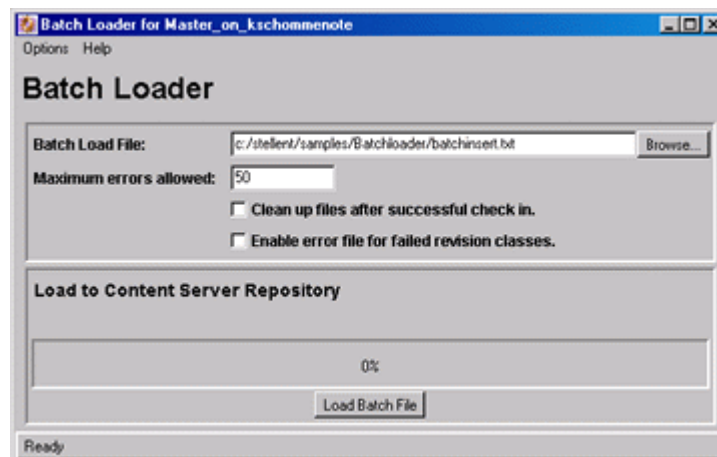 Batch Loader for Master_on_kschommenote
Options Help
Batch Loader
Batch Load File: c:/stellent/samples/Batchloader/batchinsert.txt Browse...
Maximum errors allowed: 50
Clean up files after successful check in.
Enable error file for failed revision classes.
Load to Content Server Repository
0%
Load Batch File
Ready